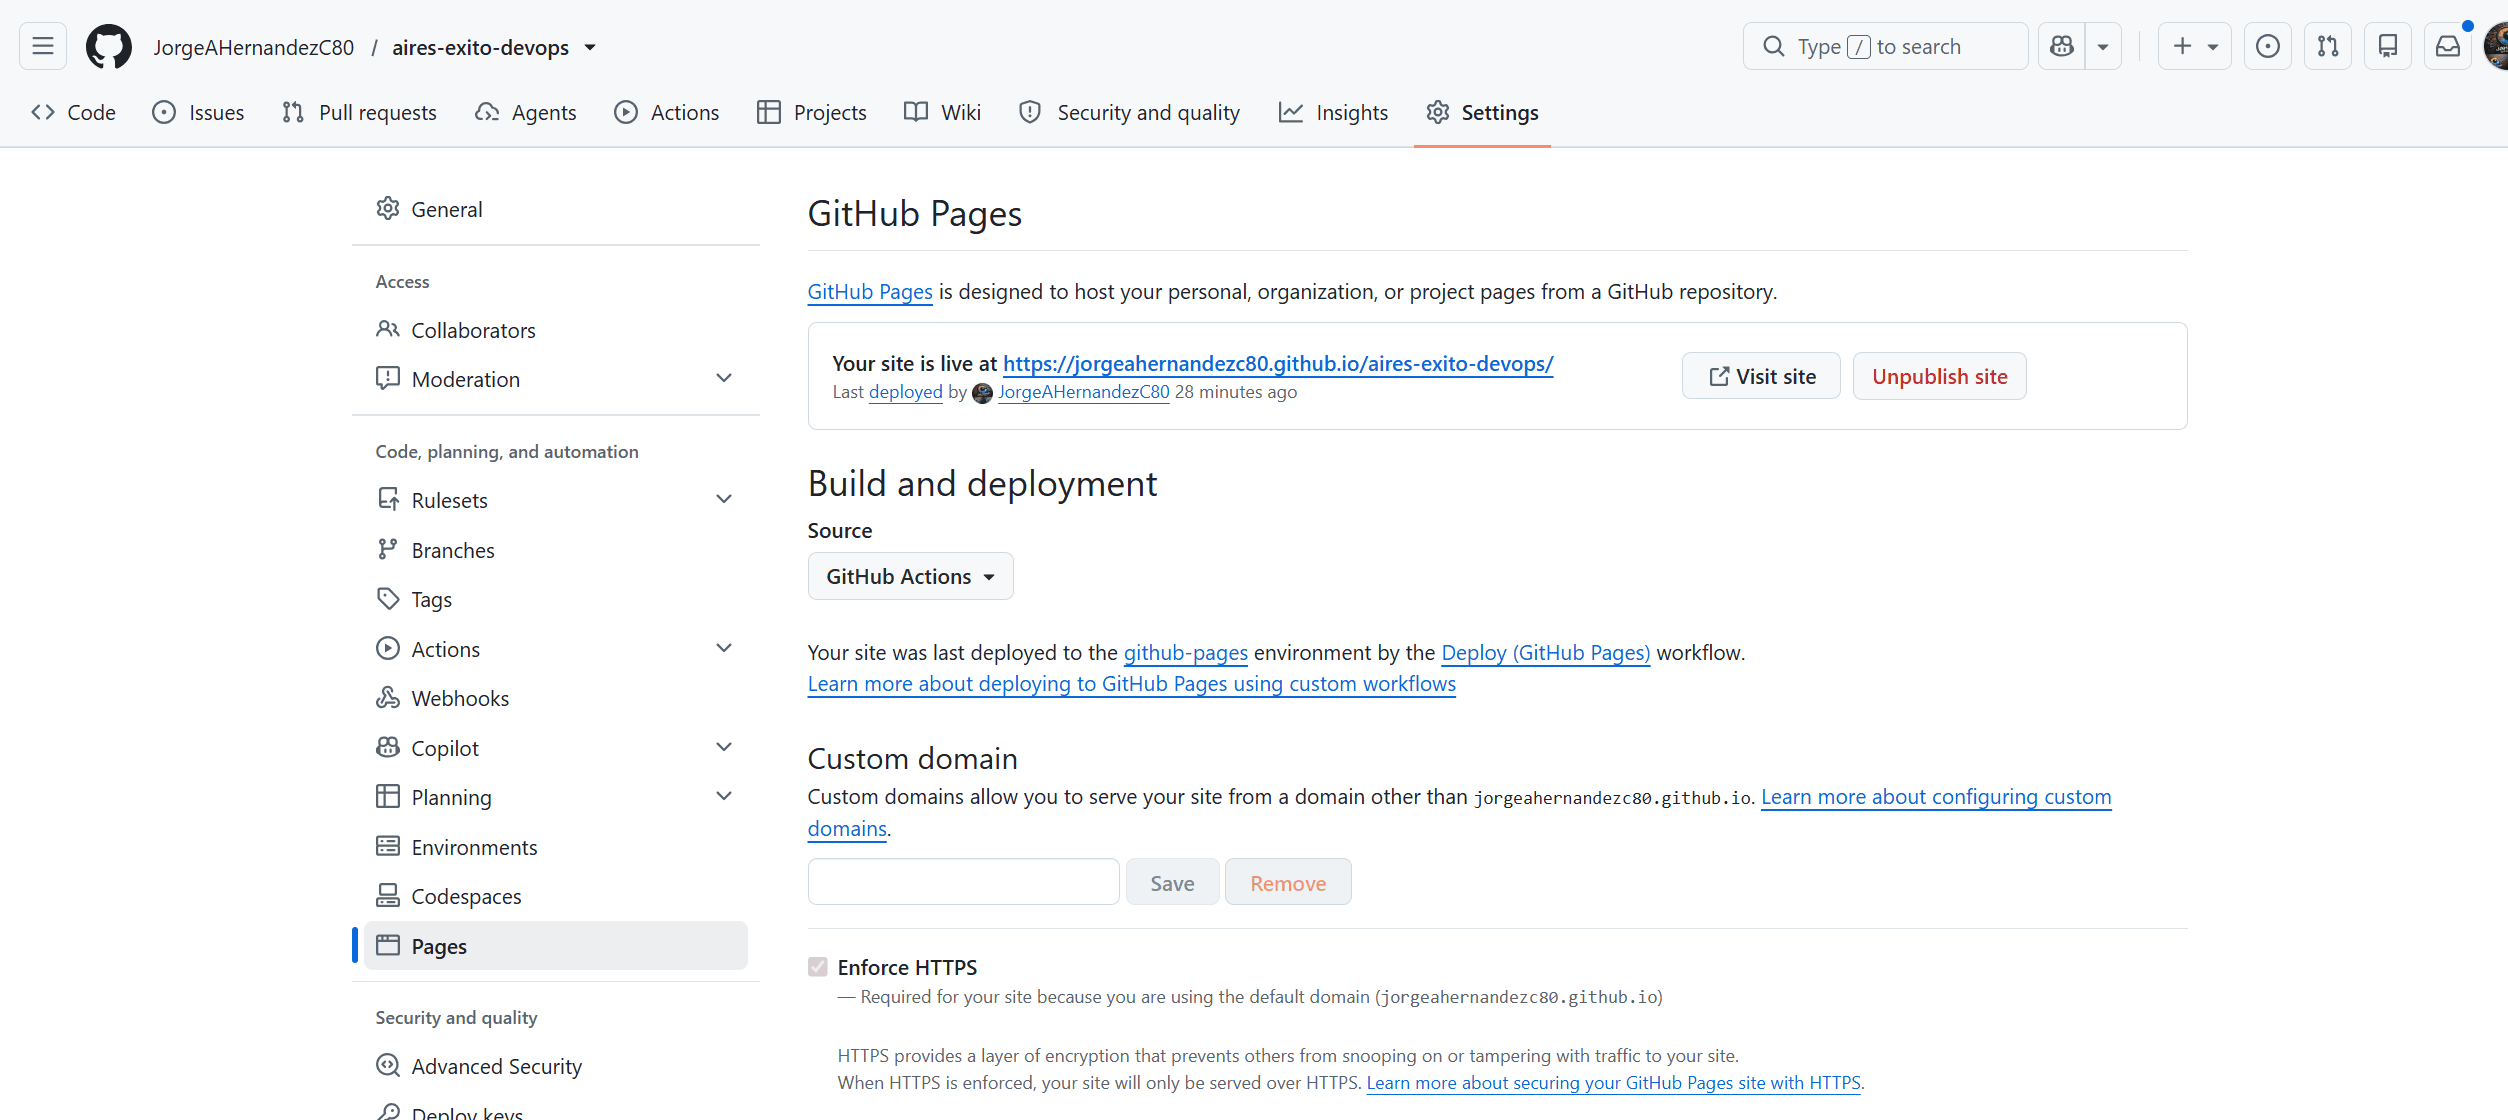 JorgeAHernandezC80 / aires-exito-devops
Type / to search
Code
Issues
Pull requests
Agents
Actions
Projects
Wiki
Security and quality
Insights
Settings
General
Access
Collaborators
Moderation
Code, planning, and automation
Rulesets
Branches
Tags
Actions
Webhooks
Copilot
Planning
Environments
Codespaces
Pages
Security and quality
Advanced Security
Deploy keys
GitHub Pages
GitHub Pages is designed to host your personal, organization, or project pages from a GitHub repository.
Your site is live at https://jorgeahernandezc80.github.io/aires-exito-devops/
Last deployed by JorgeAHernandezC80 28 minutes ago
Visit site
Unpublish site
Build and deployment
Source
GitHub Actions
Your site was last deployed to the github-pages environment by the Deploy (GitHub Pages) workflow.
Learn more about deploying to GitHub Pages using custom workflows
Custom domain
Custom domains allow you to serve your site from a domain other than jorgeahernandezc80.github.io. Learn more about configuring custom
domains.
Save
Remove
Enforce HTTPS
— Required for your site because you are using the default domain (jorgeahernandezc80.github.io)
HTTPS provides a layer of encryption that prevents others from snooping on or tampering with traffic to your site.
When HTTPS is enforced, your site will only be served over HTTPS. Learn more about securing your GitHub Pages site with HTTPS.